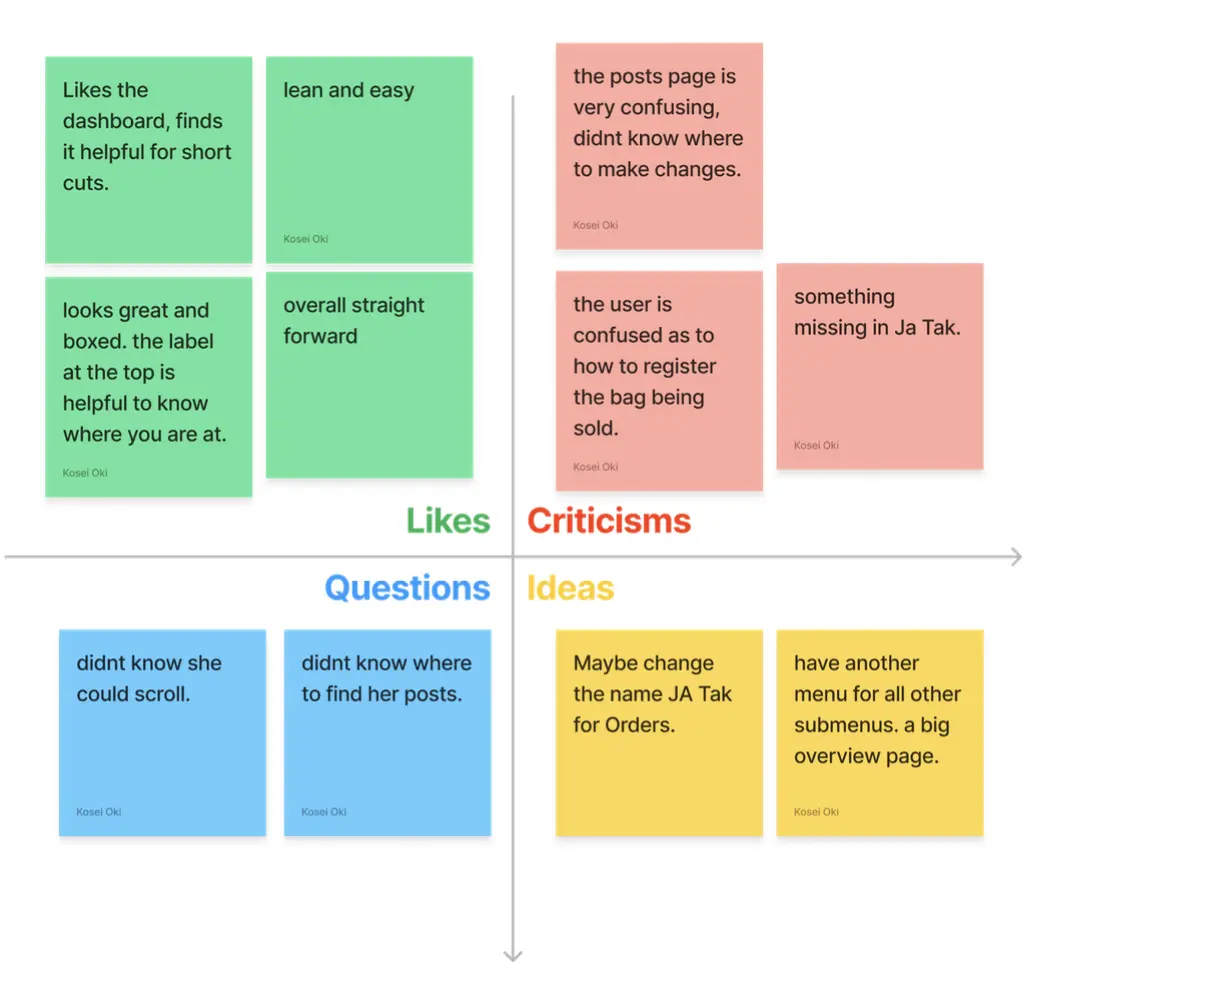 Likes the
dashboard, finds
it helpful for short
cuts.
lean and easy
Kosei Oki
looks great and
boxed. the label
at the top is
helpful to know
where you are at.
Kosei Oki
overall straight
forward
the posts page is
very confusing,
didnt know where
to make changes.
Kosei Oki
the user is
confused as to
how to register
the bag being
sold.
Kosei Oki
something
missing in Ja Tak.
Kosei Oki
Likes
Criticisms
Questions
Ideas
didnt know she
could scroll.
Kosei Oki
didnt know where
to find her posts.
Kosei Oki
Maybe change
the name JA Tak
for Orders.
have another
menu for all other
submenus. a big
overview page.
Kosei Oki